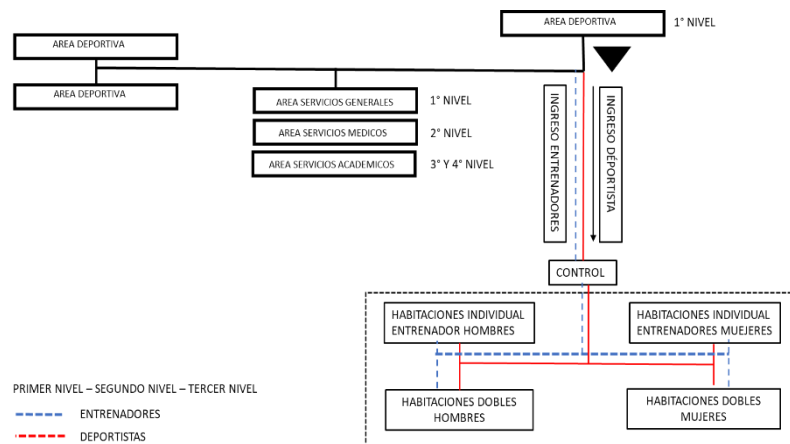 AREA DEPORTIVA
1° NIVEL
AREA DEPORTIVA
AREA DEPORTIVA
AREA SERVICIOS GENERALES
1° NIVEL
AREA SERVICIOS MEDICOS
2° NIVEL
AREA SERVICIOS ACADEMICOS
3° Y 4° NIVEL
INGRESO ENTRENADORES
INGRESO DÉPORTISTA
CONTROL
HABITACIONES INDIVIDUAL
ENTRENADOR HOMBRES
HABITACIONES INDIVIDUAL
ENTRENADORES MUEJERES
HABITACIONES DOBLES
HOMBRES
HABITACIONES DOBLES
MUJERES
PRIMER NIVEL – SEGUNDO NIVEL – TERCER NIVEL
ENTRENADORES
DEPORTISTAS